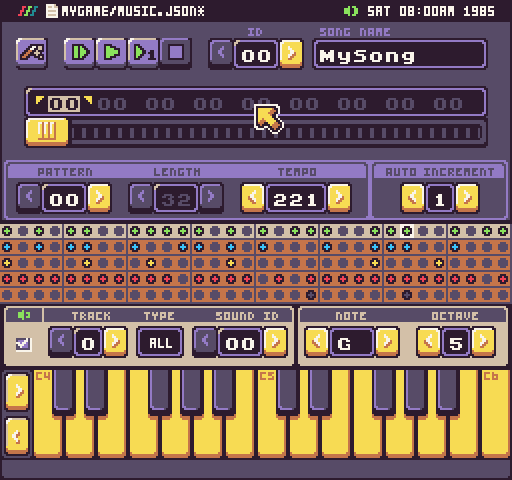 MYGAME/MUSIC.JSON* SAT 08:00AM 1985
ID SONG NAME
1 00 MySong
00 00 00 00 00 00 00 00 00
PATTERN LENGTH TEMPO AUTO INCREMENT
00 32 221 1
TRACK TYPE SOUND ID NOTE OCTAVE
0 ALL 00 G 5
C4 C5 C6